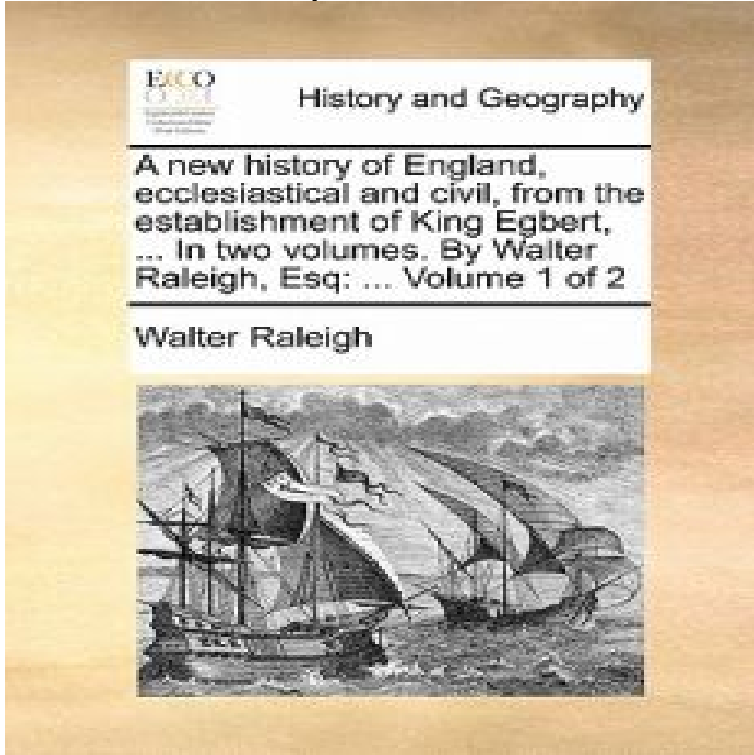 ECCO
History and Geography
A new history of England,
ecclesiastical and civil, from the
establishment of King Egbert,
... In two volumes. By Walter
Raleigh, Esq: ... Volume 1 of 2
Walter Raleigh